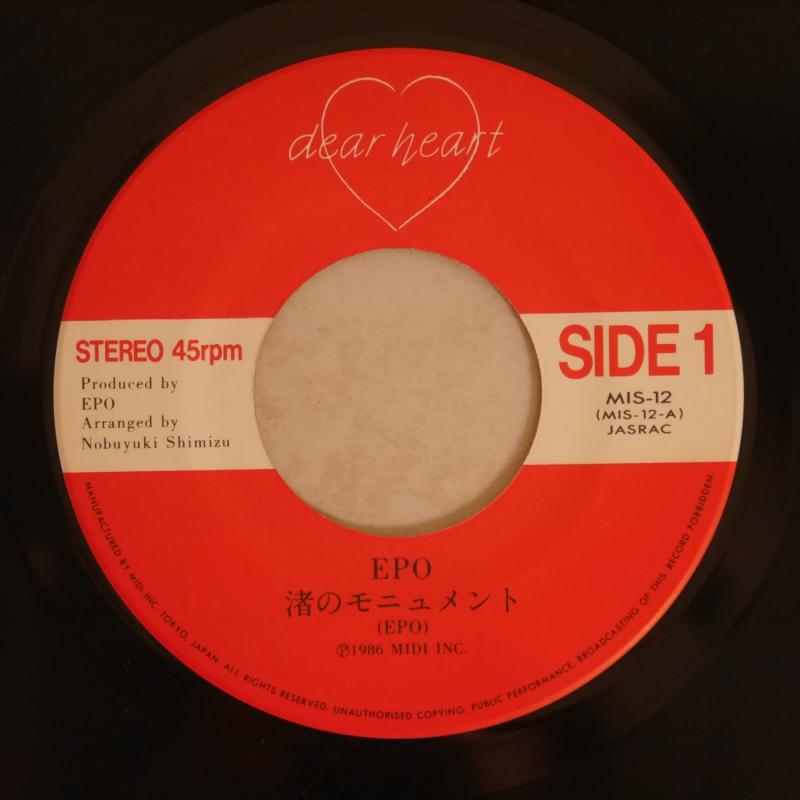 dear heart
STEREO 45rpm
Produced by
EPO
Arranged by
Nobuyuki Shimizu
SIDE 1
MIS-12
(MIS-12-A)
JASRAC
EPO
渚のモニュメント
(EPO)
Ⓟ1986 MIDI INC.
MANUFACTURED BY MIDI INC. TOKYO, JAPAN. ALL RIGHTS RESERVED. UNAUTHORISED COPYING, PUBLIC PERFORMANCE, BROADCASTING OF THIS RECORD FORBIDDEN.